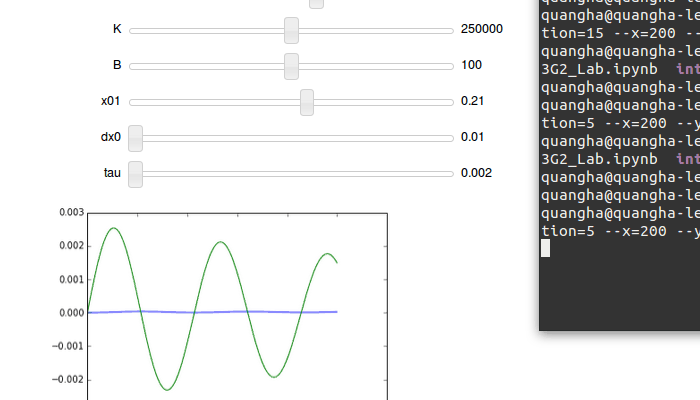 K 250000
B 100
x01 0.21
dx0 0.01
tau 0.002
0.003
0.002
0.001
0.000
−0.001
−0.002
quangha@quangha-le
tion=15 --x=200 --
quangha@quangha-le
3G2_Lab.ipynb int
quangha@quangha-le
quangha@quangha-le
tion=5 --x=200 --y
quangha@quangha-le
3G2_Lab.ipynb int
quangha@quangha-le
quangha@quangha-le
quangha@quangha-le
tion=5 --x=200 --y